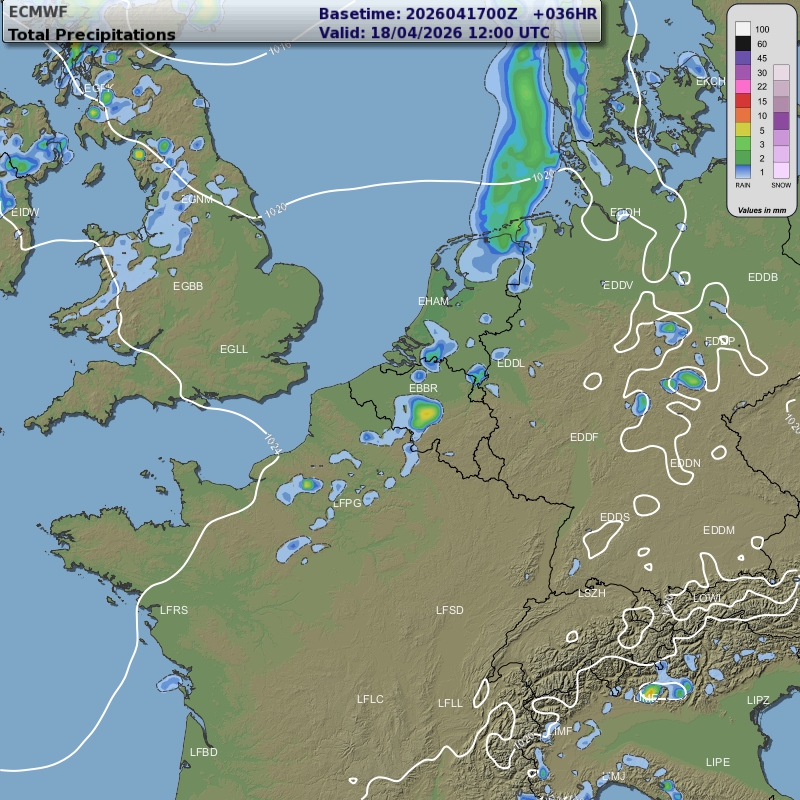 ECMWF
Basetime: 2026041700Z +036HR
Total Precipitations
Valid: 18/04/2026 12:00 UTC
100
60
45
30
22
15
10
5
3
2
1
RAIN
SNOW
Values in mm
1016
EKCH
1020
EGNM
1020
EIDW
EDDH
EGBB
EDDV
EDDB
EHAM
EGLL
EDDL
EBBR
1020
1024
EDDF
EDDN
LFPG
EDDS
EDDM
LSZH
LOWI
LFRS
LFSD
LFLC
LFLL
LIPZ
LIMF
LFBD
LIPE
LIMJ